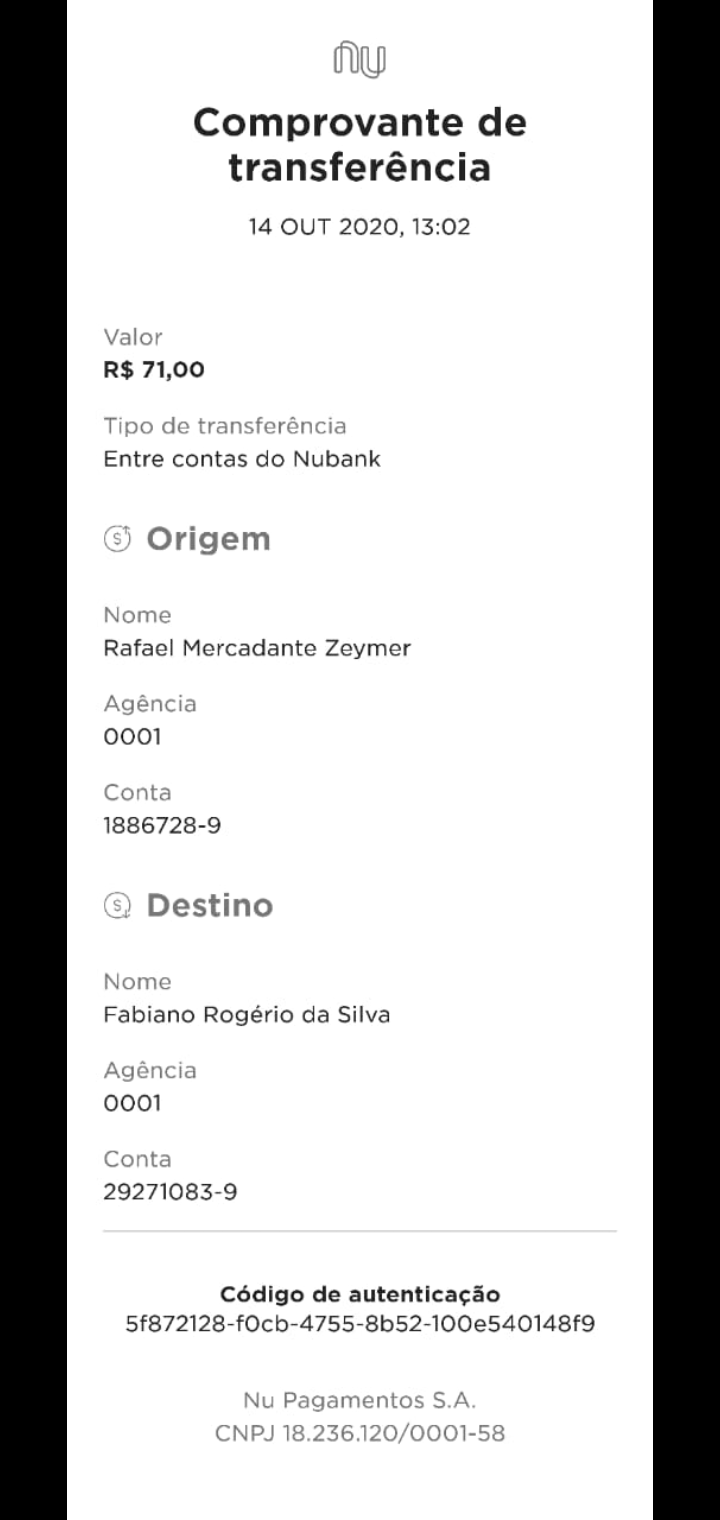 nu
Comprovante de
transferência
14 OUT 2020, 13:02
Valor
R$ 71,00
Tipo de transferência
Entre contas do Nubank
Origem
Nome
Rafael Mercadante Zeymer
Agência
0001
Conta
1886728-9
Destino
Nome
Fabiano Rogério da Silva
Agência
0001
Conta
29271083-9
Código de autenticação
5f872128-f0cb-4755-8b52-100e540148f9
Nu Pagamentos S.A.
CNPJ 18.236.120/0001-58